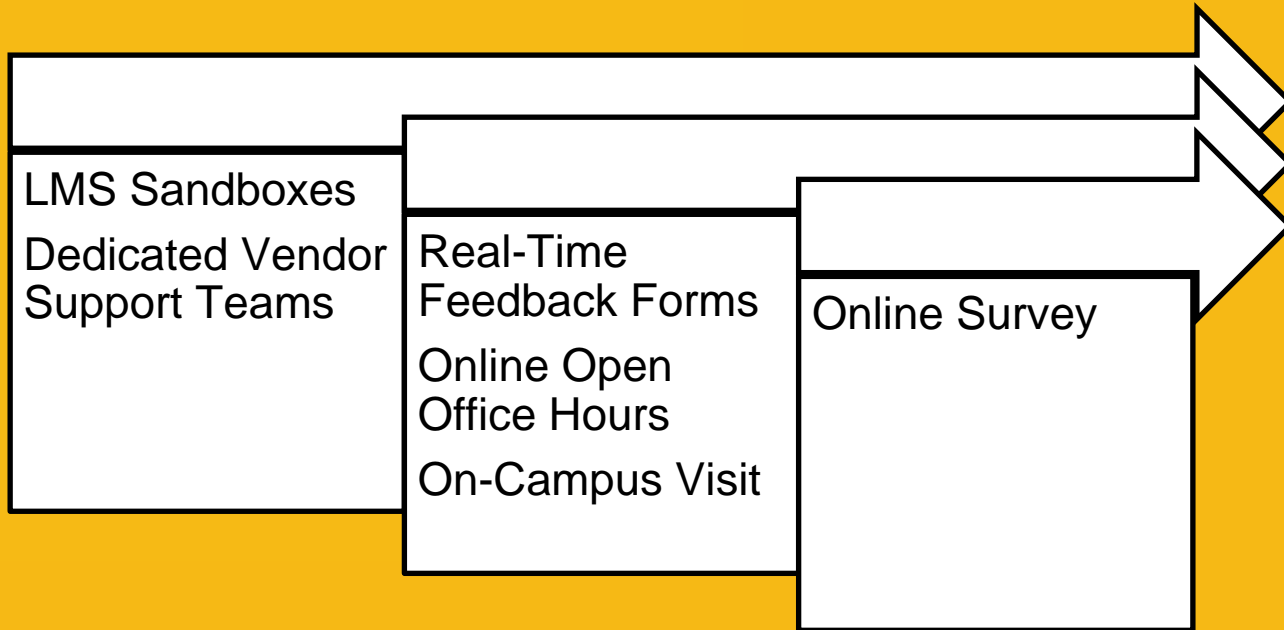 LMS Sandboxes
Dedicated Vendor
Support Teams
Real-Time
Feedback Forms
Online Open
Office Hours
On-Campus Visit
Online Survey